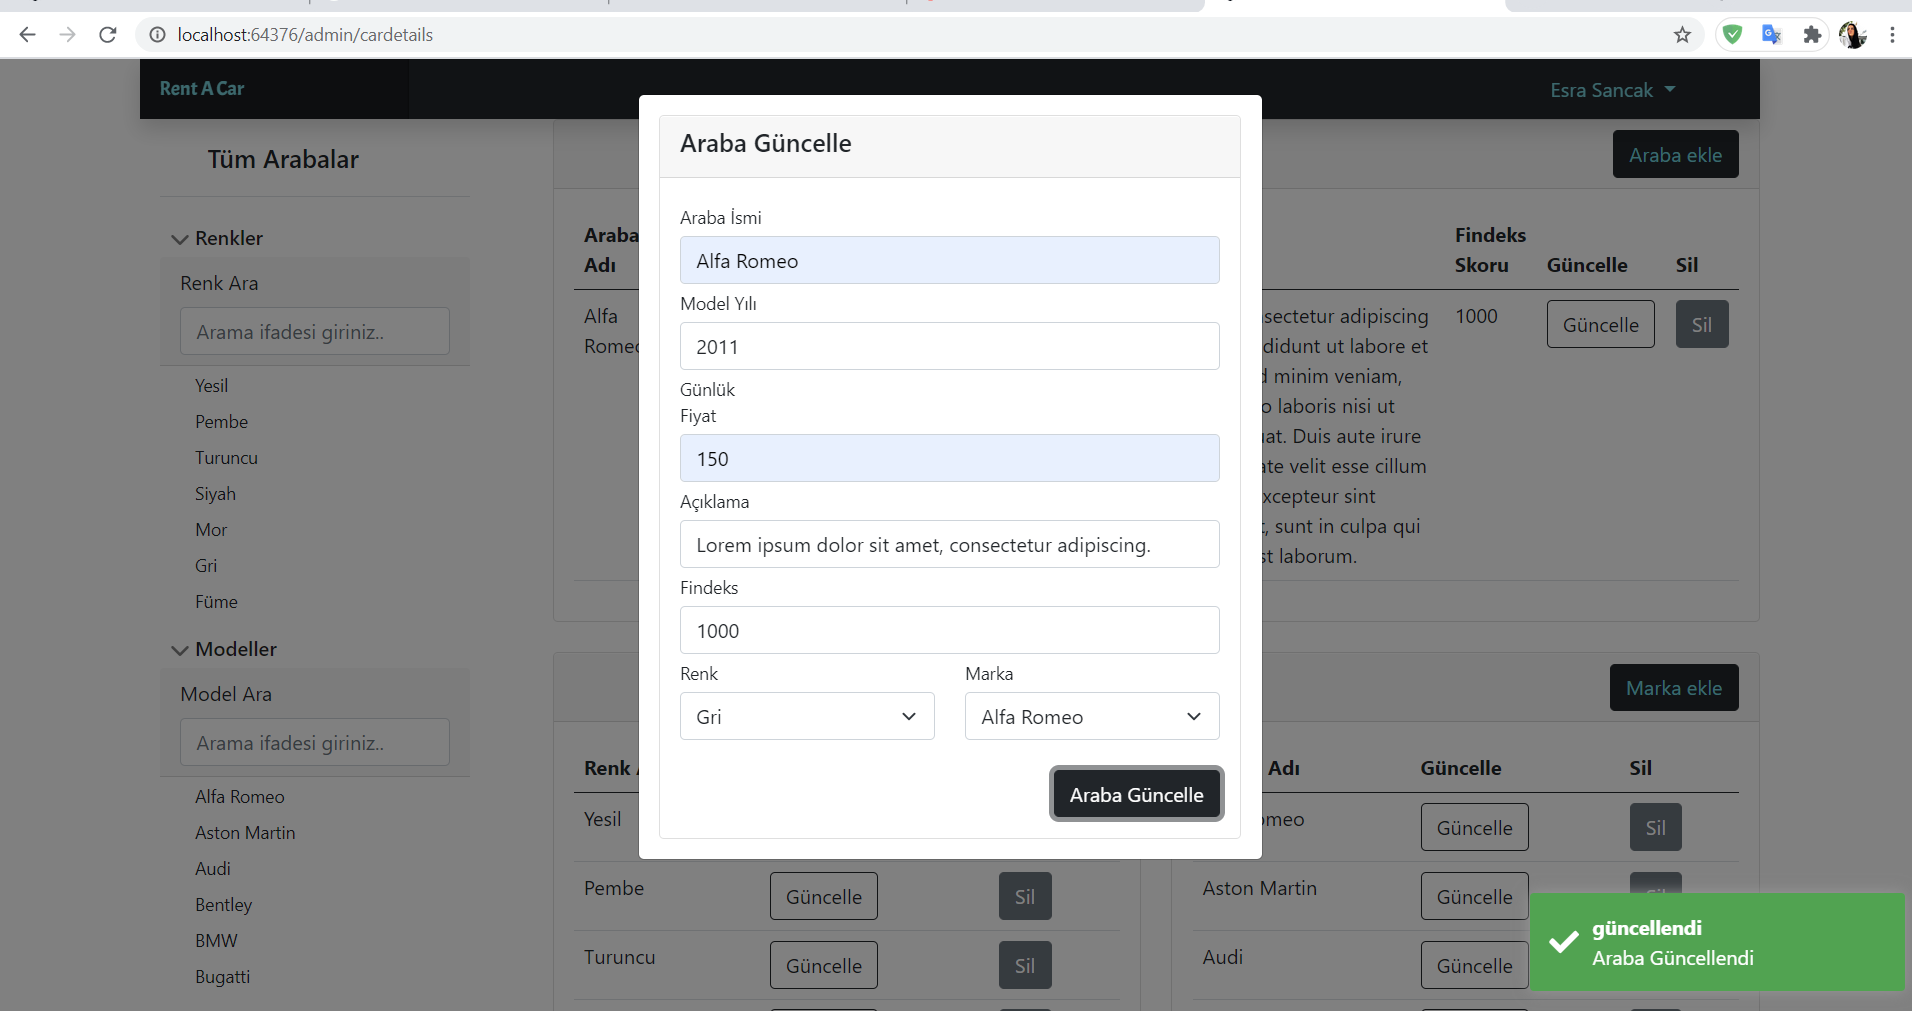 localhost:64376/admin/cardetails
Rent A Car
Esra Sancak
Tüm Arabalar
Renkler
Renk Ara
Arama ifadesi giriniz..
Yesil
Pembe
Turuncu
Siyah
Mor
Gri
Füme
Modeller
Model Ara
Arama ifadesi giriniz..
Alfa Romeo
Aston Martin
Audi
Bentley
BMW
Bugatti
Araba ekle
Araba
Adı
Findeks
Skoru
Güncelle
Sil
Alfa
Romeo
sectetur adipiscing
didunt ut labore et
d minim veniam,
o laboris nisi ut
uat. Duis aute irure
ate velit esse cillum
xcepteur sint
t, sunt in culpa qui
st laborum.
1000
Güncelle
Sil
Araba Güncelle
Araba İsmi
Alfa Romeo
Model Yılı
2011
Günlük
Fiyat
150
Açıklama
Lorem ipsum dolor sit amet, consectetur adipiscing.
Findeks
1000
Renk
Marka
Gri
Alfa Romeo
Araba Güncelle
Renk
Yesil
Pembe
Güncelle
Sil
Turuncu
Güncelle
Sil
Marka ekle
Adı
Güncelle
Sil
omeo
Güncelle
Sil
Aston Martin
Güncelle
Sil
Audi
Güncelle
güncellendi
Araba Güncellendi